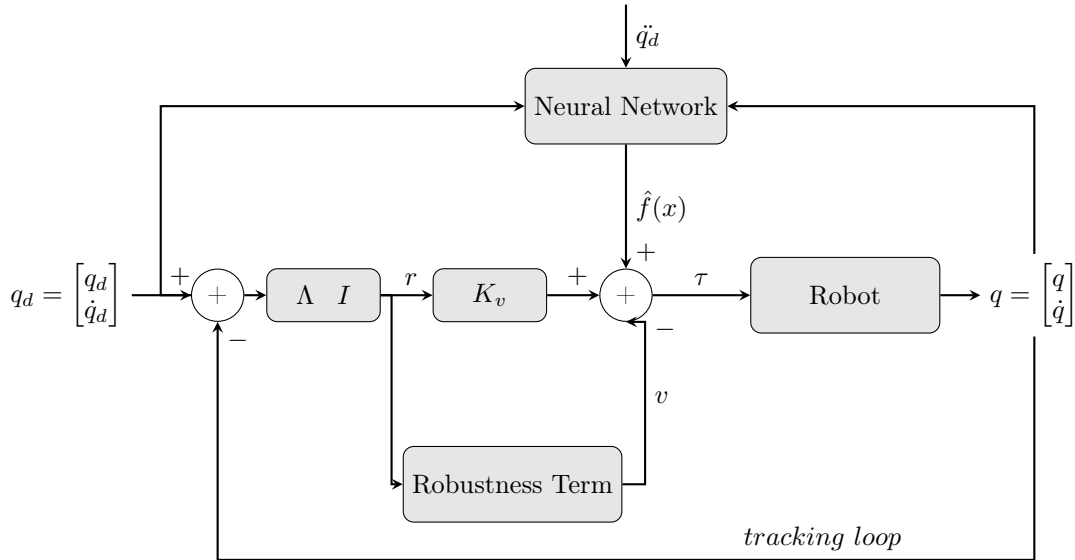 q̈_d
Neural Network
f̂(x)
+
q_d = [q_d q̇_d]
+
+
Λ I
r
K_v
+
+
τ
Robot
q = [q q̇]
−
−
v
Robustness Term
tracking loop